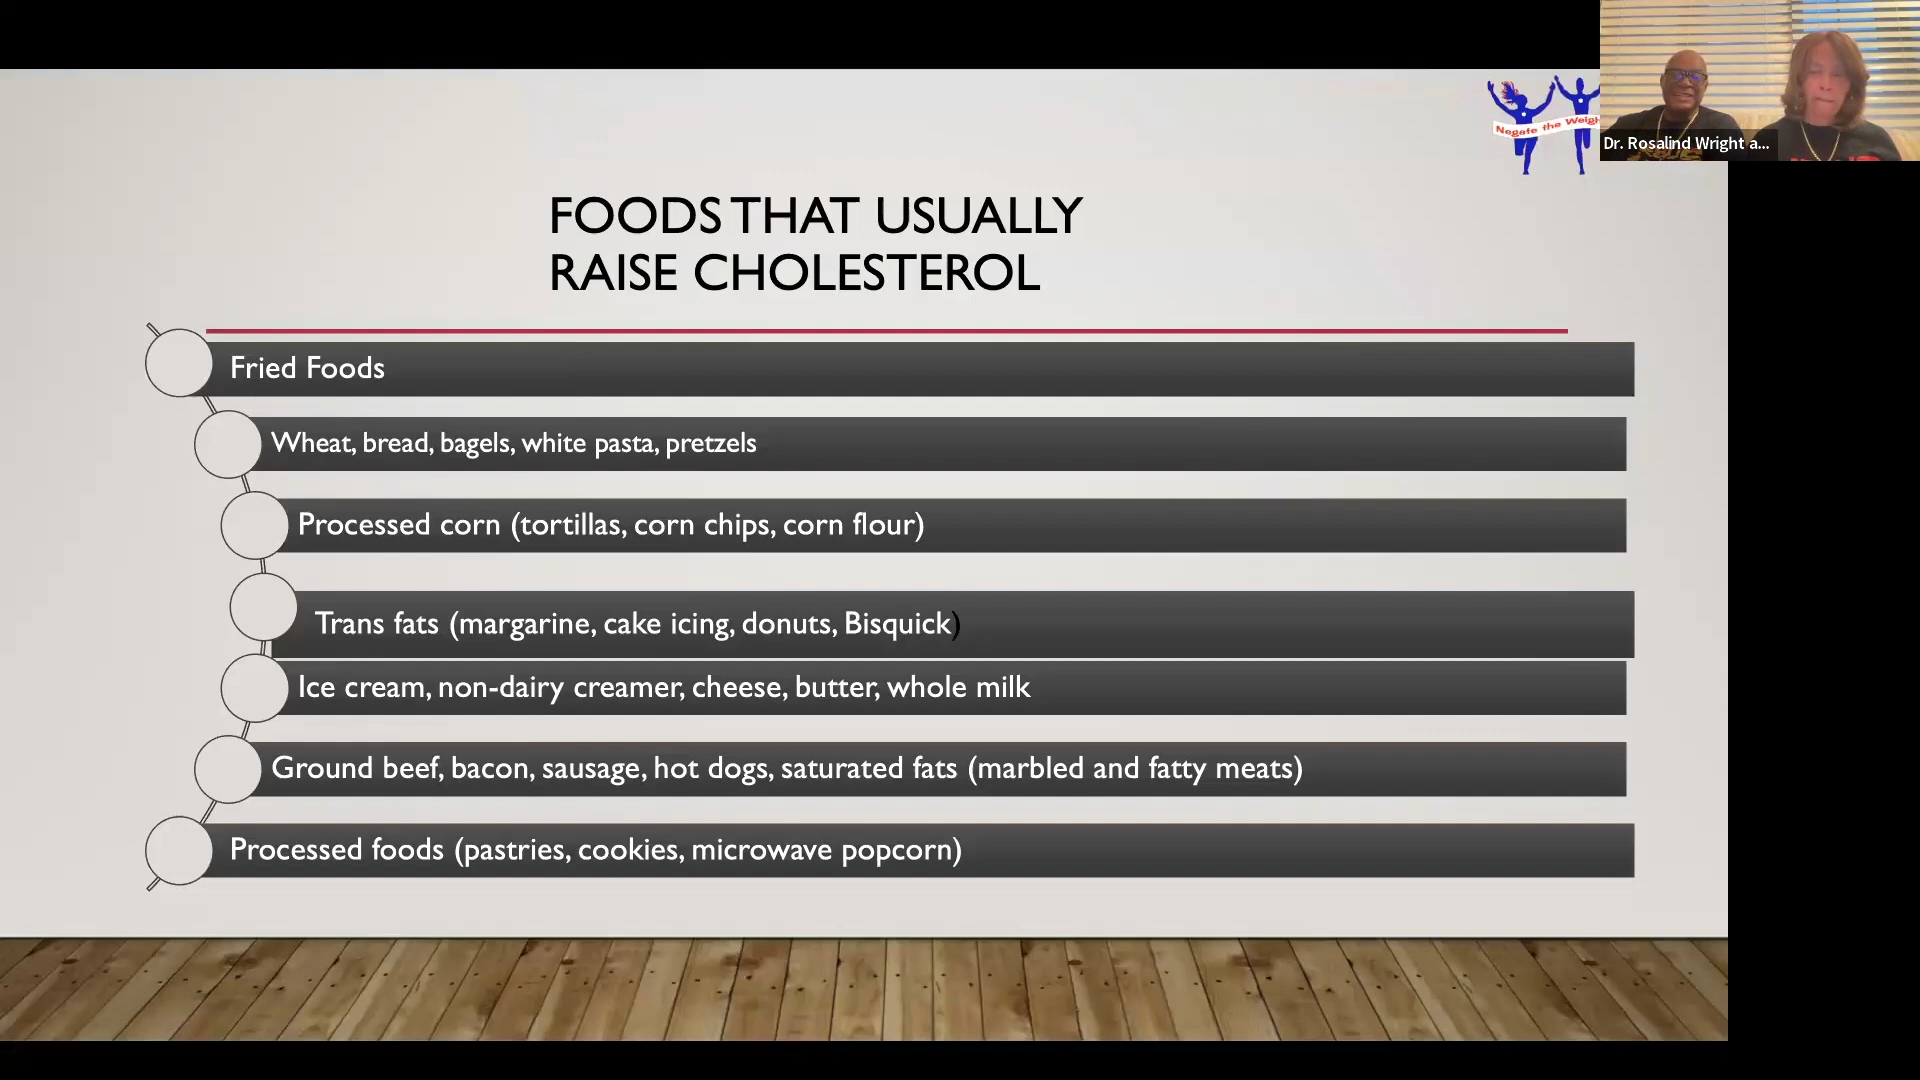 Negate the Weigh
Dr. Rosalind Wright a...
FOODS THAT USUALLY
RAISE CHOLESTEROL
Fried Foods
Wheat, bread, bagels, white pasta, pretzels
Processed corn (tortillas, corn chips, corn flour)
Trans fats (margarine, cake icing, donuts, Bisquick)
Ice cream, non-dairy creamer, cheese, butter, whole milk
Ground beef, bacon, sausage, hot dogs, saturated fats (marbled and fatty meats)
Processed foods (pastries, cookies, microwave popcorn)